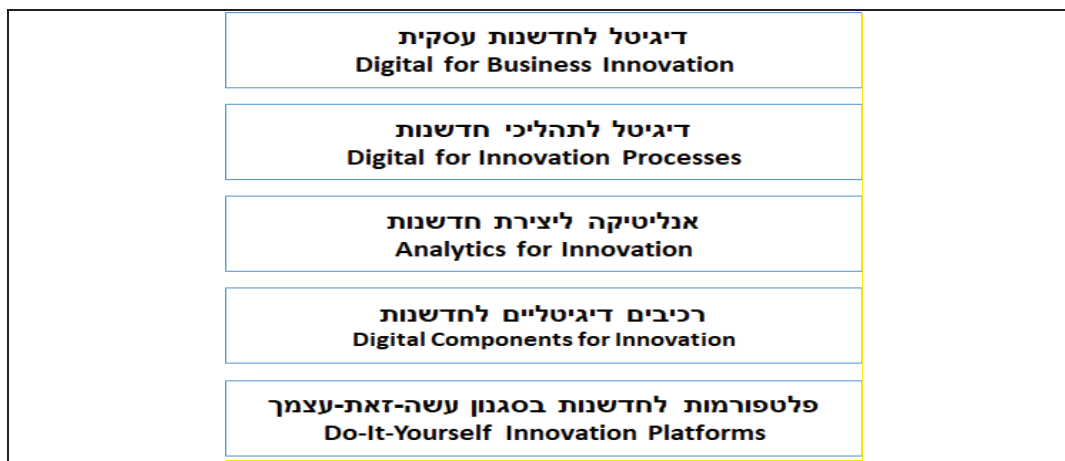 דיגיטל לחדשנות עסקית
Digital for Business Innovation
דיגיטל לתהליכי חדשנות
Digital for Innovation Processes
אנליטיקה ליצירת חדשנות
Analytics for Innovation
רכיבים דיגיטליים לחדשנות
Digital Components for Innovation
פלטפורמות לחדשנות בסגנון עשה-זאת-עצמך
Do-It-Yourself Innovation Platforms